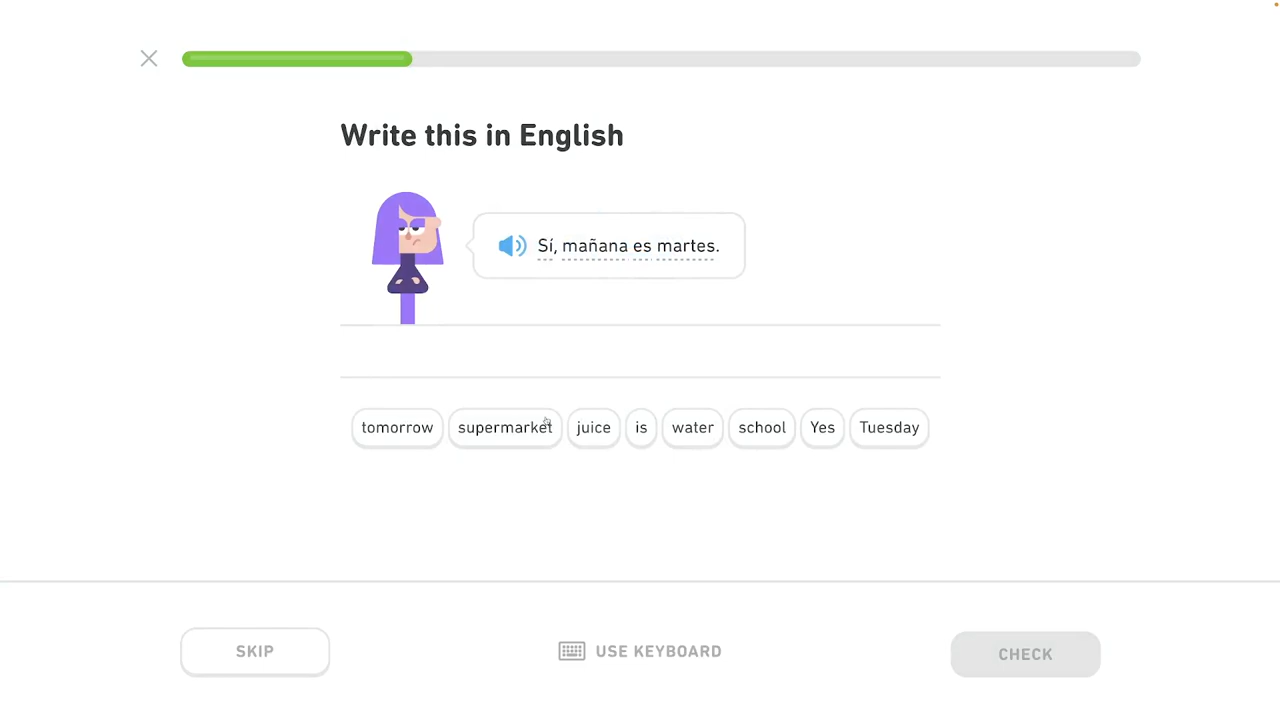 Write this in English
Sí, mañana es martes.
tomorrow supermarket juice is water school Yes Tuesday
SKIP USE KEYBOARD CHECK